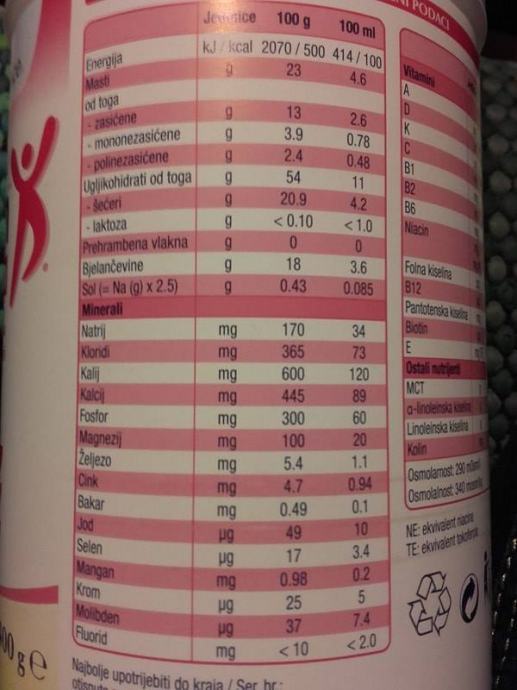 NI PODACI
100 g 100 ml
Energija kJ / kcal 2070 / 500 414 / 100
Masti g 23 4.6
od toga
- zasićene g 13 2.6
- mononezasićene g 3.9 0.78
- polinezasićene g 2.4 0.48
Ugljikohidrati od toga g 54 11
- šećeri g 20.9 4.2
- laktoza g < 0.10 < 1.0
Prehrambena vlakna g 0 0
Bjelančevine g 18 3.6
Sol (= Na (g) x 2.5) g 0.43 0.085
Minerali
Natrij mg 170 34
Kloridi mg 365 73
Kalij mg 600 120
Kalcij mg 445 89
Fosfor mg 300 60
Magnezij mg 100 20
Željezo mg 5.4 1.1
Cink mg 4.7 0.94
Bakar mg 0.49 0.1
Jod µg 49 10
Selen µg 17 3.4
Mangan mg 0.98 0.2
Krom µg 25 5
Molibden µg 37 7.4
Fluorid mg < 10 < 2.0
Najbolje upotrijebiti do kraja / Ser. br.:
Vitamini
A
D
K
C
B1
B2
B6
Niacin
Folna kiselina
B12
Pantotenska kiselina
Biotin
E
Ostali nutrijenti
MCT
α-linoleinska kiselina
Linoleinska kiselina
Kolin
Osmolarnost: 290
Osmolalnost: 340
NE: ekvivalent niacina
TE: ekvivalent tokoferola
00 g e